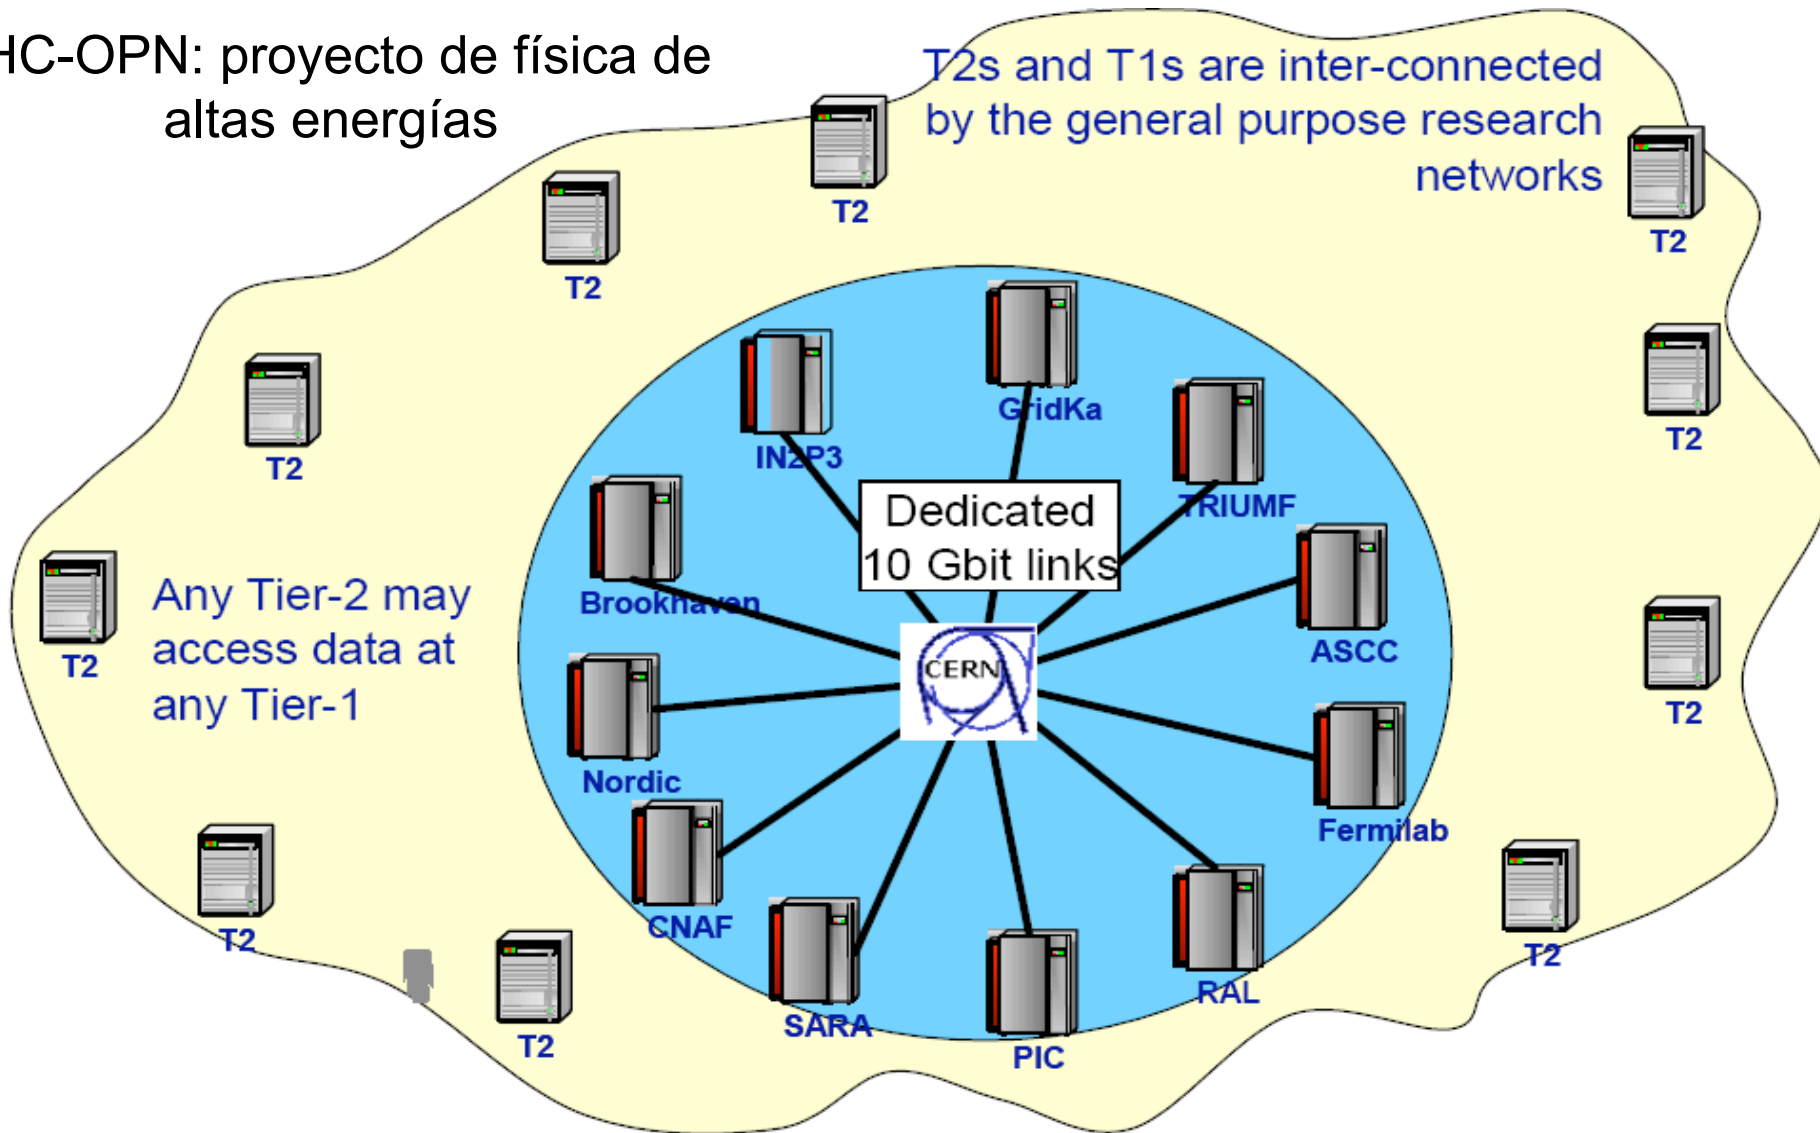 HC-OPN: proyecto de física de
altas energías
T2s and T1s are inter-connected
by the general purpose research
networks
T2
T2
T2
T2
T2
T2
T2
T2
T2
T2
T2
Any Tier-2 may
access data at
any Tier-1
GridKa
IN2P3
TRIUMF
Dedicated
10 Gbit links
Brookhaven
ASCC
CERN
Nordic
Fermilab
CNAF
RAL
SARA
PIC